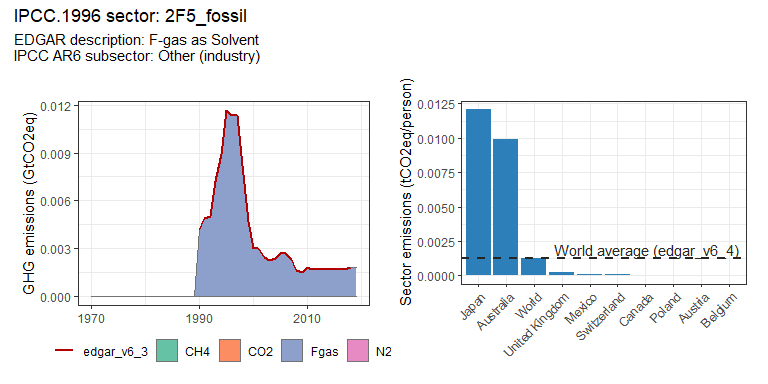 IPCC.1996 sector: 2F5_fossil
EDGAR description: F-gas as Solvent
IPCC AR6 subsector: Other (industry)
GHG emissions (GtCO2eq)
0.012
0.009
0.006
0.003
0.000
1970
1990
2010
edgar_v6_3
CH4
CO2
Fgas
N2
Sector emissions (tCO2eq/person)
0.0125
0.0100
0.0075
0.0050
0.0025
0.0000
World average (edgar_v6_4)
Japan
Australia
World
United Kingdom
Mexico
Switzerland
Canada
Poland
Austria
Belgium